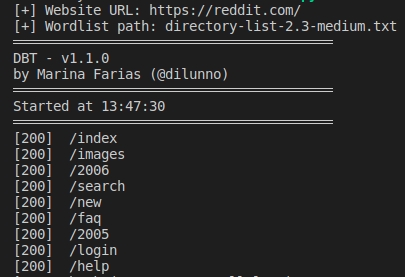 [+] Website URL: https://reddit.com/
[+] Wordlist path: directory-list-2.3-medium.txt
DBT - v1.1.0
by Marina Farias (@dilunno)
Started at 13:47:30
[200] /index
[200] /images
[200] /2006
[200] /search
[200] /new
[200] /faq
[200] /2005
[200] /login
[200] /help